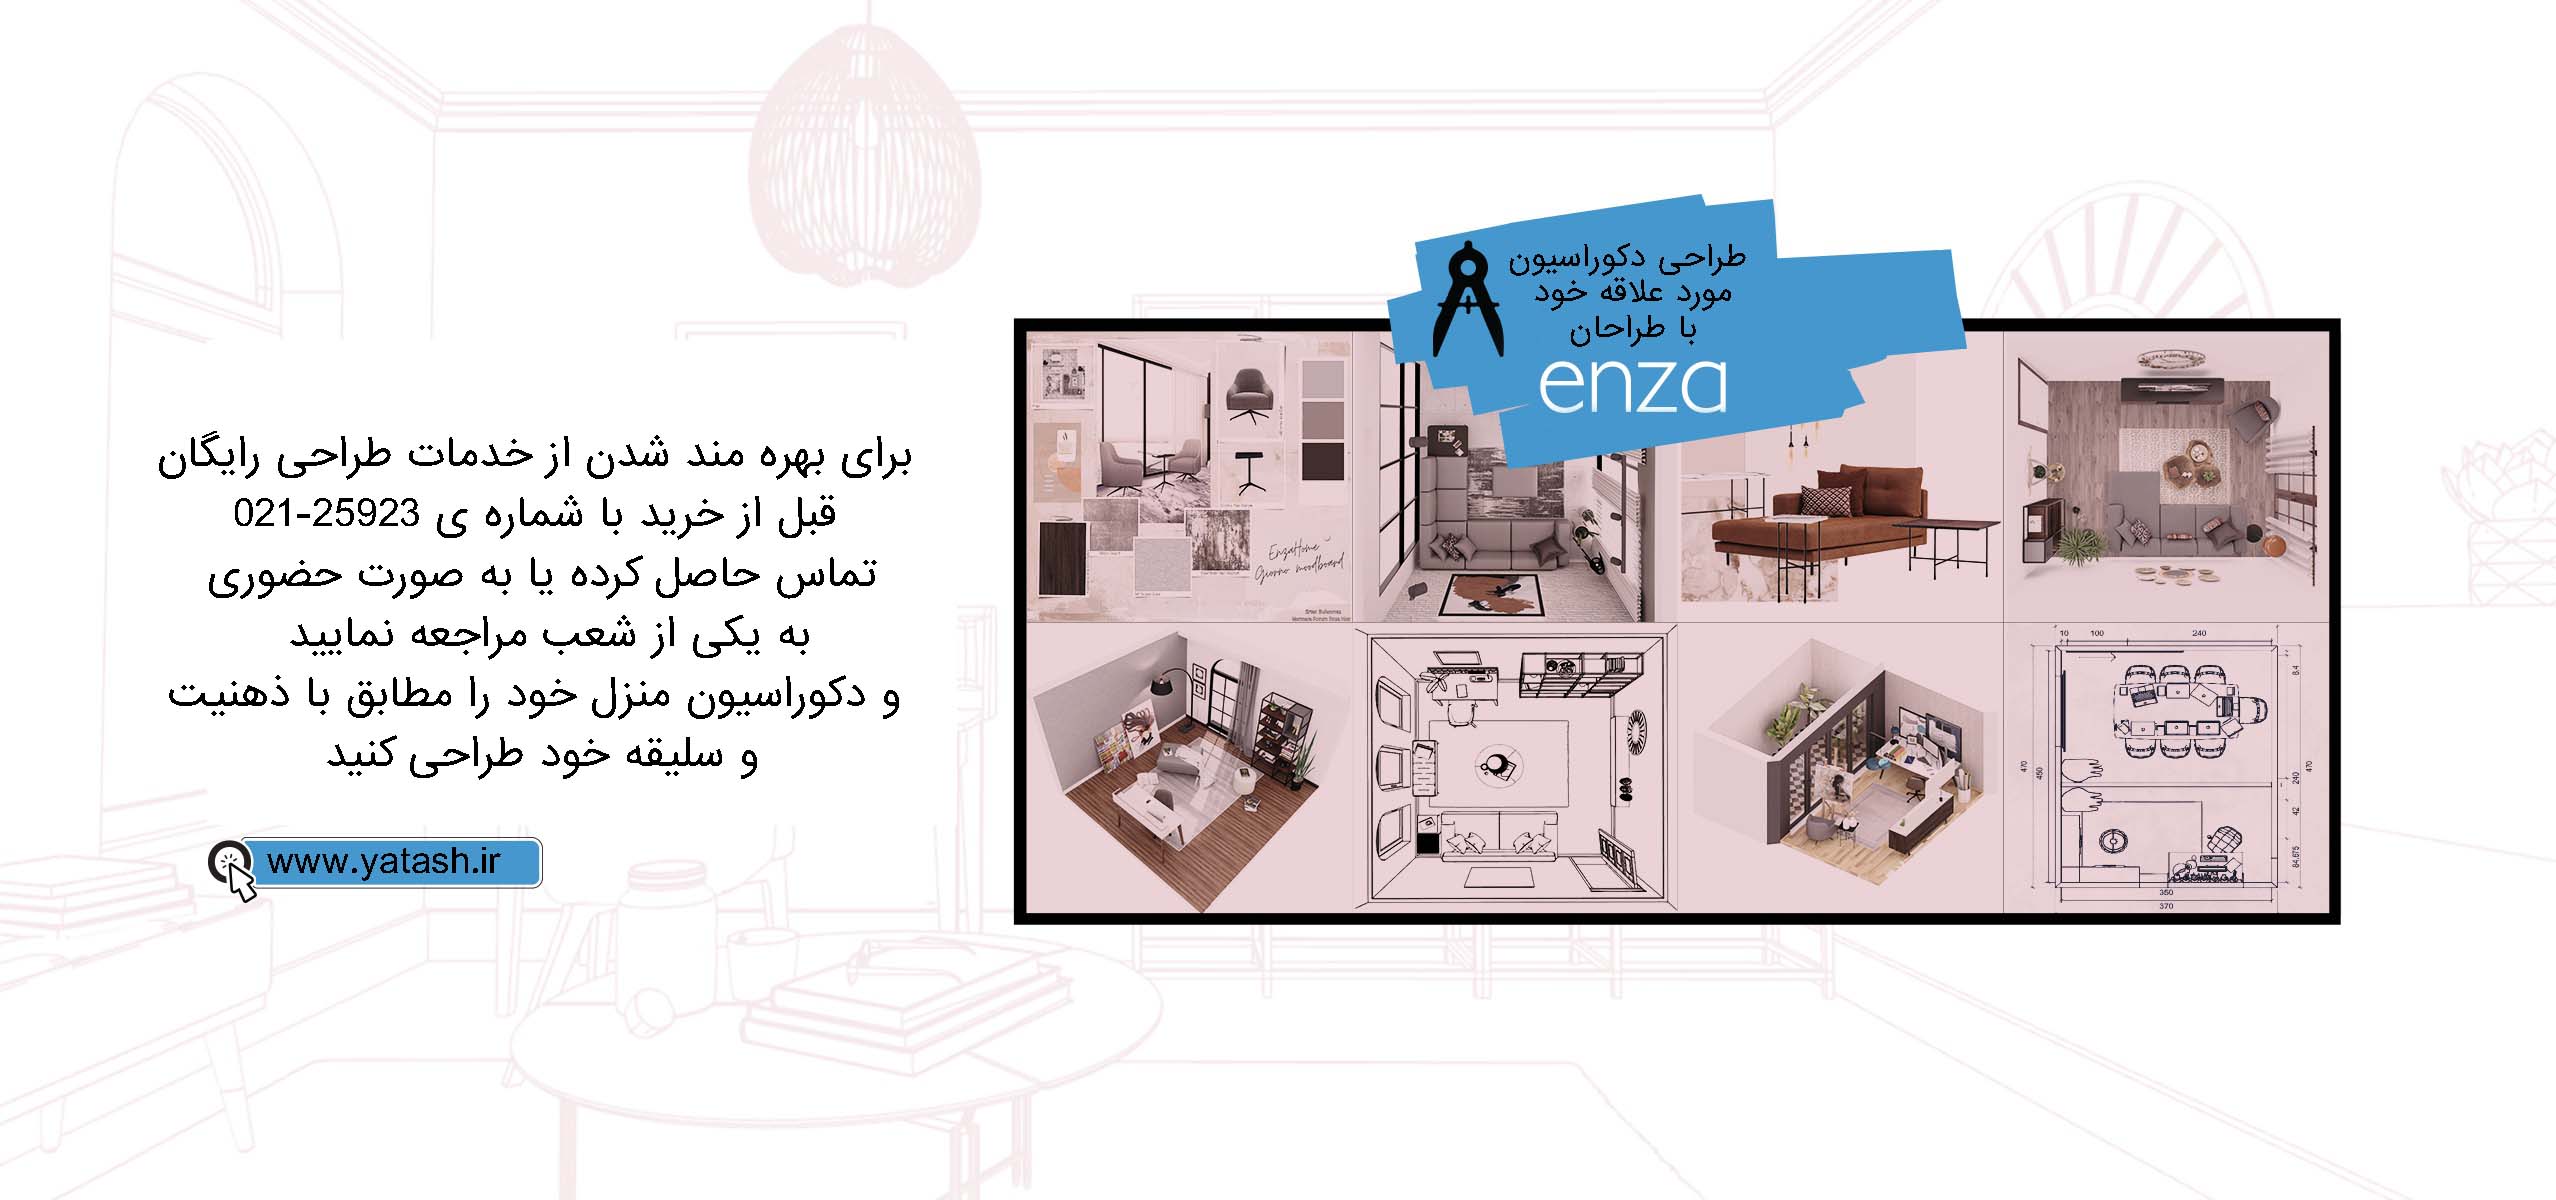 طراحی دکوراسیون
مورد علاقه خود
با طراحان
enza
برای بهره مند شدن از خدمات طراحی رایگان
قبل از خرید با شماره ی 25923-021
تماس حاصل کرده یا به صورت حضوری
به یکی از شعب مراجعه نمایید
و دکوراسیون منزل خود را مطابق با ذهنیت
و سلیقه خود طراحی کنید
www.yatash.ir
EnzaHome
Giorno moodboard
10 100 240
8.4
470
450
240
470
42
84.675
350
370